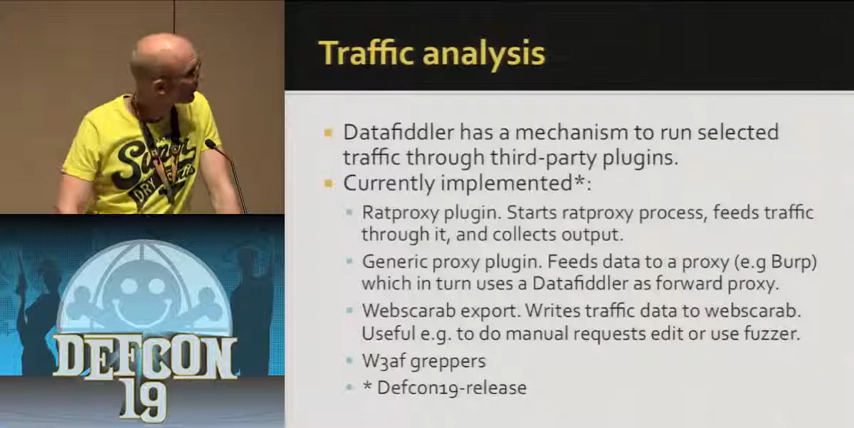 Traffic analysis
Datafiddler has a mechanism to run selected
traffic through third-party plugins.
Currently implemented*:
Ratproxy plugin. Starts ratproxy process, feeds traffic
through it, and collects output.
Generic proxy plugin. Feeds data to a proxy (e.g Burp)
which in turn uses a Datafiddler as forward proxy.
Webscarab export. Writes traffic data to webscarab.
Useful e.g. to do manual requests edit or use fuzzer.
W3af greppers
* Defcon19-release
DEFCON
19